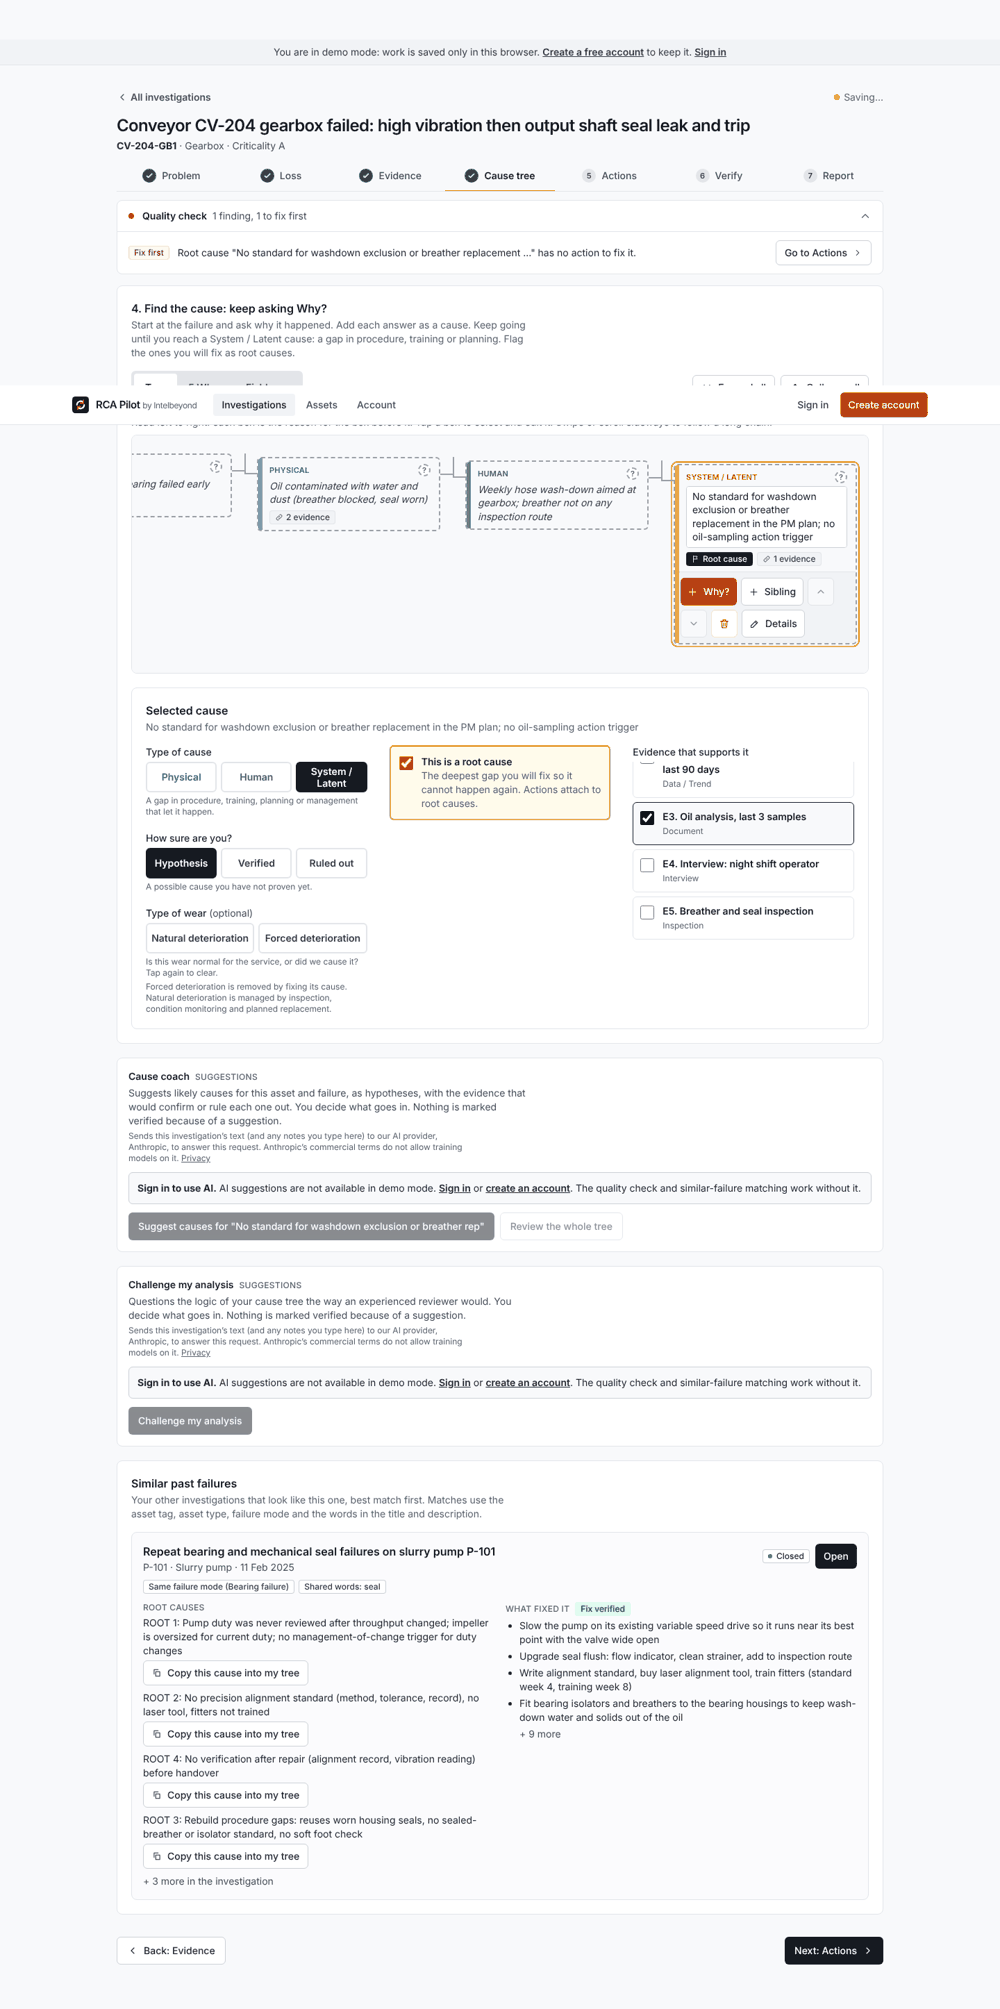 You are in demo mode: work is saved only in this browser. Create a free account to keep it. Sign in
All investigations
Saving...
Conveyor CV-204 gearbox failed: high vibration then output shaft seal leak and trip
CV-204-GB1 · Gearbox · Criticality A
Problem
Loss
Evidence
Cause tree
5 Actions
6 Verify
7 Report
Quality check 1 finding, 1 to fix first
Fix first Root cause "No standard for washdown exclusion or breather replacement ..." has no action to fix it.
Go to Actions
4. Find the cause: keep asking Why?
Start at the failure and ask why it happened. Add each answer as a cause. Keep going
until you reach a System / Latent cause: a gap in procedure, training or planning. Flag
the ones you will fix as root causes.
RCA Pilot by Intelbeyond
Investigations
Assets
Account
Sign in
Create account
earing failed early
?
PHYSICAL
?
Oil contaminated with water and
dust (breather blocked, seal worn)
2 evidence
HUMAN
?
Weekly hose wash-down aimed at
gearbox; breather not on any
inspection route
SYSTEM / LATENT
?
No standard for washdown
exclusion or breather
replacement in the PM plan; no
oil-sampling action trigger
Root cause
1 evidence
+ Why?
+ Sibling
Details
Selected cause
No standard for washdown exclusion or breather replacement in the PM plan; no oil-sampling action trigger
Type of cause
Physical
Human
System /
Latent
A gap in procedure, training, planning or management
that let it happen.
How sure are you?
Hypothesis
Verified
Ruled out
A possible cause you have not proven yet.
Type of wear (optional)
Natural deterioration
Forced deterioration
Is this wear normal for the service, or did we cause it?
Tap again to clear.
Forced deterioration is removed by fixing its cause.
Natural deterioration is managed by inspection,
condition monitoring and planned replacement.
This is a root cause
The deepest gap you will fix so it
cannot happen again. Actions attach to
root causes.
Evidence that supports it
last 90 days
Data / Trend
E3. Oil analysis, last 3 samples
Document
E4. Interview: night shift operator
Interview
E5. Breather and seal inspection
Inspection
Cause coach SUGGESTIONS
Suggests likely causes for this asset and failure, as hypotheses, with the evidence that
would confirm or rule each one out. You decide what goes in. Nothing is marked
verified because of a suggestion.
Sends this investigation's text (and any notes you type here) to our AI provider,
Anthropic, to answer this request. Anthropic's commercial terms do not allow training
models on it. Privacy
Sign in to use AI. AI suggestions are not available in demo mode. Sign in or create an account. The quality check and similar-failure matching work without it.
Suggest causes for "No standard for washdown exclusion or breather rep"
Review the whole tree
Challenge my analysis SUGGESTIONS
Questions the logic of your cause tree the way an experienced reviewer would. You
decide what goes in. Nothing is marked verified because of a suggestion.
Sends this investigation's text (and any notes you type here) to our AI provider,
Anthropic, to answer this request. Anthropic's commercial terms do not allow training
models on it. Privacy
Sign in to use AI. AI suggestions are not available in demo mode. Sign in or create an account. The quality check and similar-failure matching work without it.
Challenge my analysis
Similar past failures
Your other investigations that look like this one, best match first. Matches use the
asset tag, asset type, failure mode and the words in the title and description.
Repeat bearing and mechanical seal failures on slurry pump P-101
Closed
Open
P-101 · Slurry pump · 11 Feb 2025
Same failure mode (Bearing failure)
Shared words: seal
ROOT CAUSES
ROOT 1: Pump duty was never reviewed after throughput changed; impeller
is oversized for current duty; no management-of-change trigger for duty
changes
Copy this cause into my tree
ROOT 2: No precision alignment standard (method, tolerance, record), no
laser tool, fitters not trained
Copy this cause into my tree
ROOT 4: No verification after repair (alignment record, vibration reading)
before handover
Copy this cause into my tree
ROOT 3: Rebuild procedure gaps: reuses worn housing seals, no sealed-
breather or isolator standard, no soft foot check
Copy this cause into my tree
+ 3 more in the investigation
WHAT FIXED IT Fix verified
Slow the pump on its existing variable speed drive so it runs near its best
point with the valve wide open
Upgrade seal flush: flow indicator, clean strainer, add to inspection route
Write alignment standard, buy laser alignment tool, train fitters (standard
week 4, training week 8)
Fit bearing isolators and breathers to the bearing housings to keep wash-
down water and solids out of the oil
+ 9 more
Back: Evidence
Next: Actions